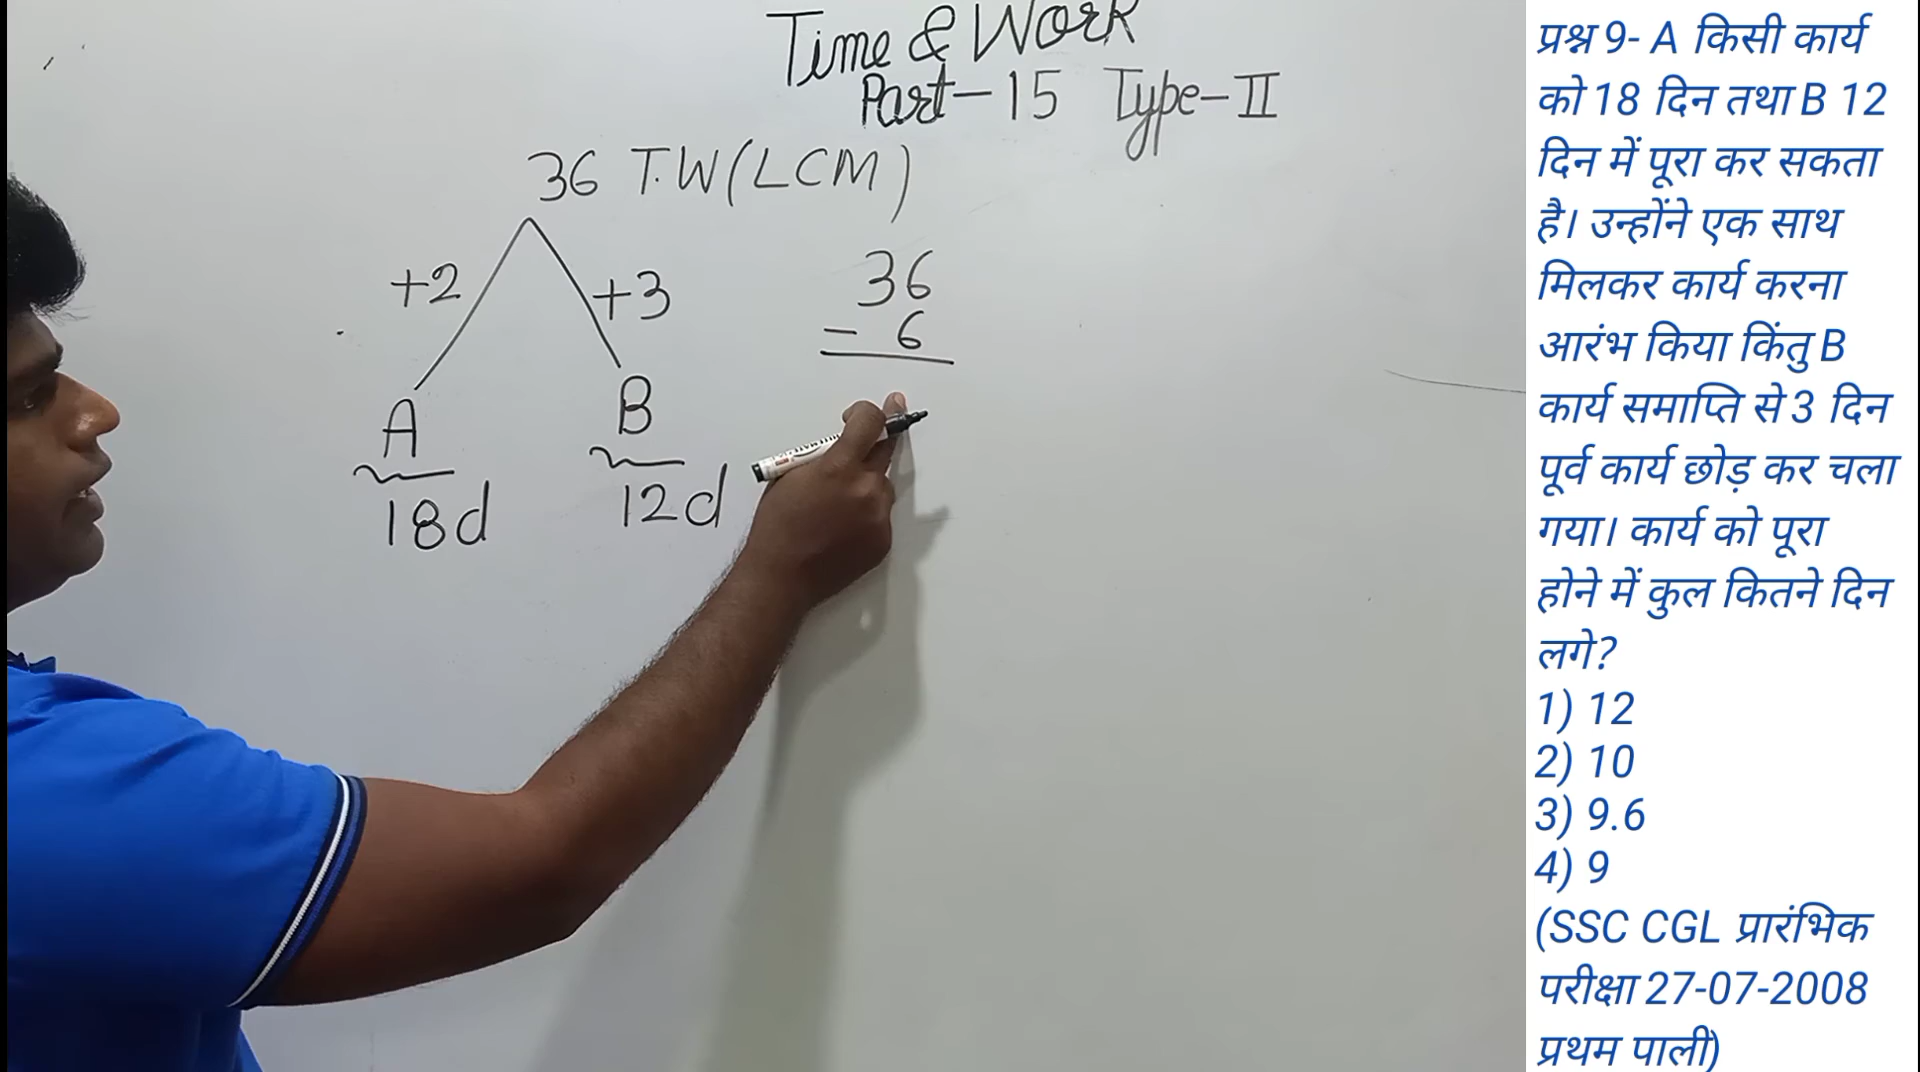 Time & Work
Part-15 Type-II
36 T.W(LCM)
+2
+3
36
- 6
A
B
18d
12d
प्रश्न 9- A किसी कार्य
को 18 दिन तथा B 12
दिन में पूरा कर सकता
है। उन्होंने एक साथ
मिलकर कार्य करना
आरंभ किया किंतु B
कार्य समाप्ति से 3 दिन
पूर्व कार्य छोड़ कर चला
गया। कार्य को पूरा
होने में कुल कितने दिन
लगे?
1) 12
2) 10
3) 9.6
4) 9
(SSC CGL प्रारंभिक
परीक्षा 27-07-2008
प्रथम पाली)